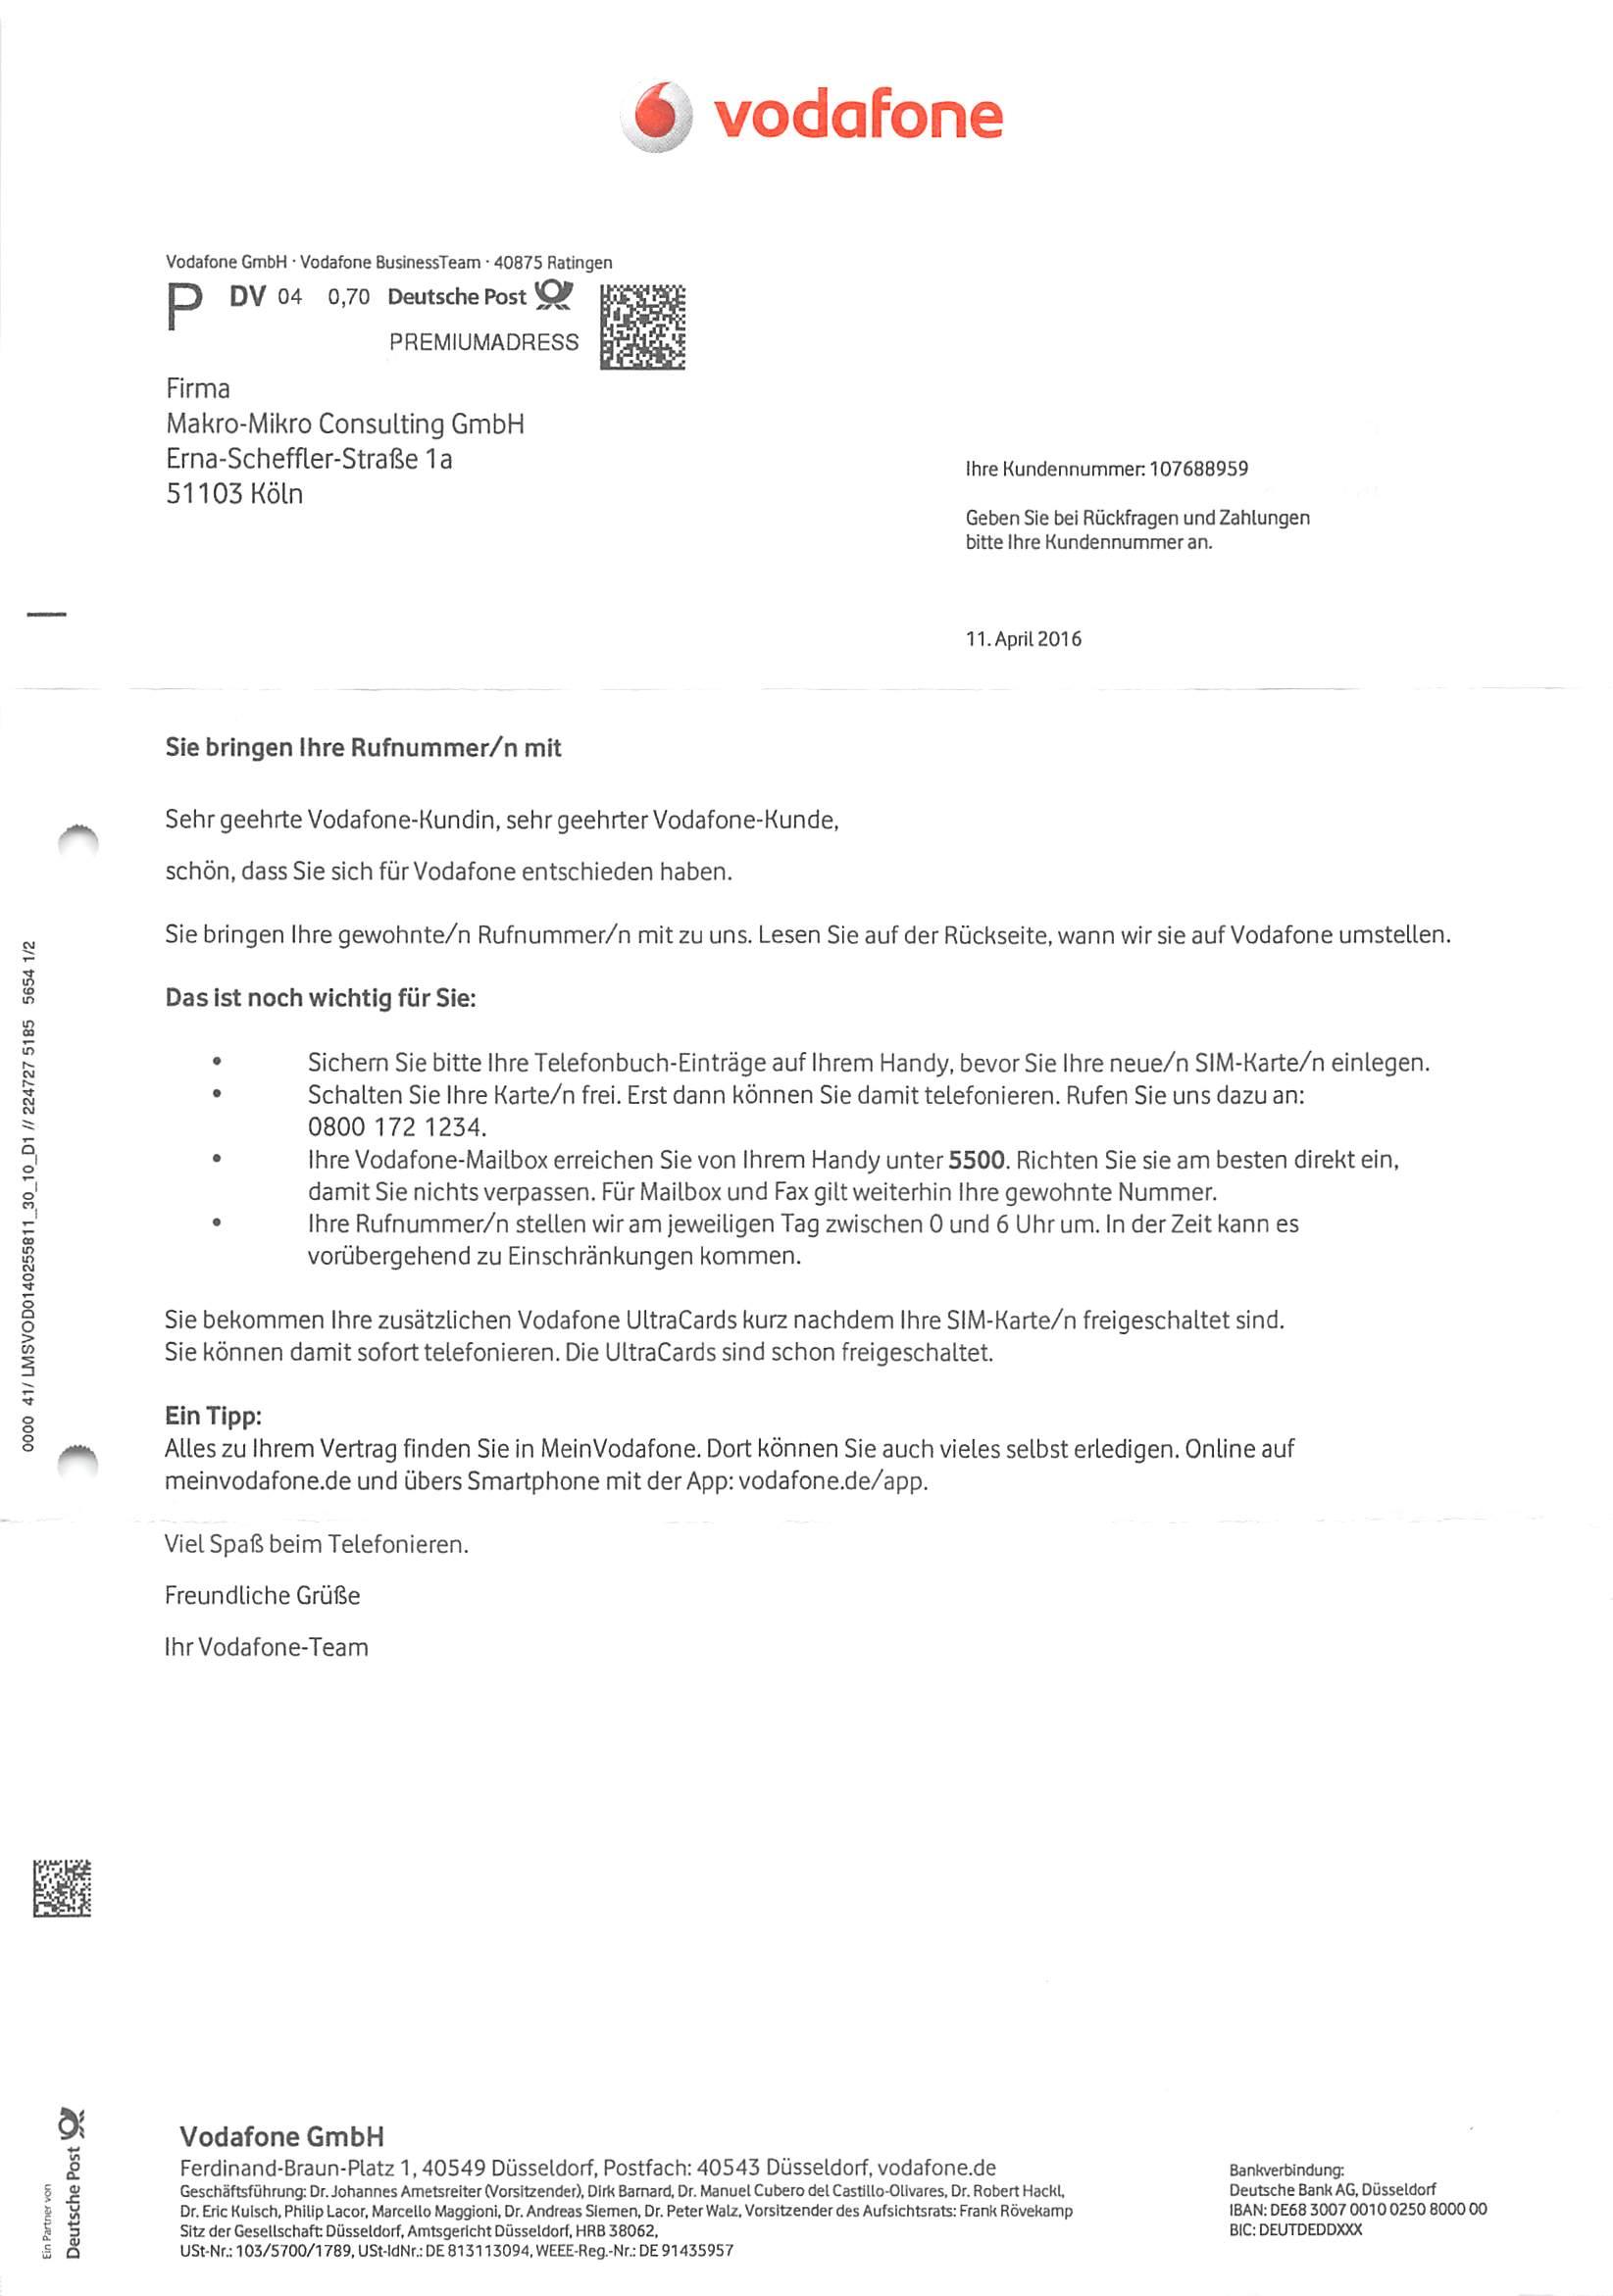 vodafone
Vodafone GmbH · Vodafone BusinessTeam · 40875 Ratingen
P DV 04 0,70 Deutsche Post
PREMIUMADRESS
Firma
Makro-Mikro Consulting GmbH
Erna-Scheffler-Straße 1a
51103 Köln
Ihre Kundennummer: 107688959
Geben Sie bei Rückfragen und Zahlungen
bitte Ihre Kundennummer an.
11. April 2016
Sie bringen Ihre Rufnummer/n mit
Sehr geehrte Vodafone-Kundin, sehr geehrter Vodafone-Kunde,
schön, dass Sie sich für Vodafone entschieden haben.
Sie bringen Ihre gewohnte/n Rufnummer/n mit zu uns. Lesen Sie auf der Rückseite, wann wir sie auf Vodafone umstellen.
Das ist noch wichtig für Sie:
• Sichern Sie bitte Ihre Telefonbuch-Einträge auf Ihrem Handy, bevor Sie Ihre neue/n SIM-Karte/n einlegen.
• Schalten Sie Ihre Karte/n frei. Erst dann können Sie damit telefonieren. Rufen Sie uns dazu an:
0800 172 1234.
• Ihre Vodafone-Mailbox erreichen Sie von Ihrem Handy unter 5500. Richten Sie sie am besten direkt ein,
damit Sie nichts verpassen. Für Mailbox und Fax gilt weiterhin Ihre gewohnte Nummer.
• Ihre Rufnummer/n stellen wir am jeweiligen Tag zwischen 0 und 6 Uhr um. In der Zeit kann es
vorübergehend zu Einschränkungen kommen.
Sie bekommen Ihre zusätzlichen Vodafone UltraCards kurz nachdem Ihre SIM-Karte/n freigeschaltet sind.
Sie können damit sofort telefonieren. Die UltraCards sind schon freigeschaltet.
Ein Tipp:
Alles zu Ihrem Vertrag finden Sie in MeinVodafone. Dort können Sie auch vieles selbst erledigen. Online auf
meinvodafone.de und übers Smartphone mit der App: vodafone.de/app.
Viel Spaß beim Telefonieren.
Freundliche Grüße
Ihr Vodafone-Team
0000 41/ LMSVOD0140255811_30_10_D1 // 224727 5185 5654 1/2
Ein Partner von
Deutsche Post
Vodafone GmbH
Ferdinand-Braun-Platz 1, 40549 Düsseldorf, Postfach: 40543 Düsseldorf, vodafone.de
Geschäftsführung: Dr. Johannes Ametsreiter (Vorsitzender), Dirk Barnard, Dr. Manuel Cubero del Castillo-Olivares, Dr. Robert Hackl,
Dr. Eric Kuisch, Philip Lacor, Marcello Maggioni, Dr. Andreas Siemen, Dr. Peter Walz, Vorsitzender des Aufsichtsrats: Frank Rövekamp
Sitz der Gesellschaft: Düsseldorf, Amtsgericht Düsseldorf, HRB 38062,
USt-Nr.: 103/5700/1789, USt-IdNr.: DE 813113094, WEEE-Reg.-Nr.: DE 91435957
Bankverbindung:
Deutsche Bank AG, Düsseldorf
IBAN: DE68 3007 0010 0250 8000 00
BIC: DEUTDEDDXXX